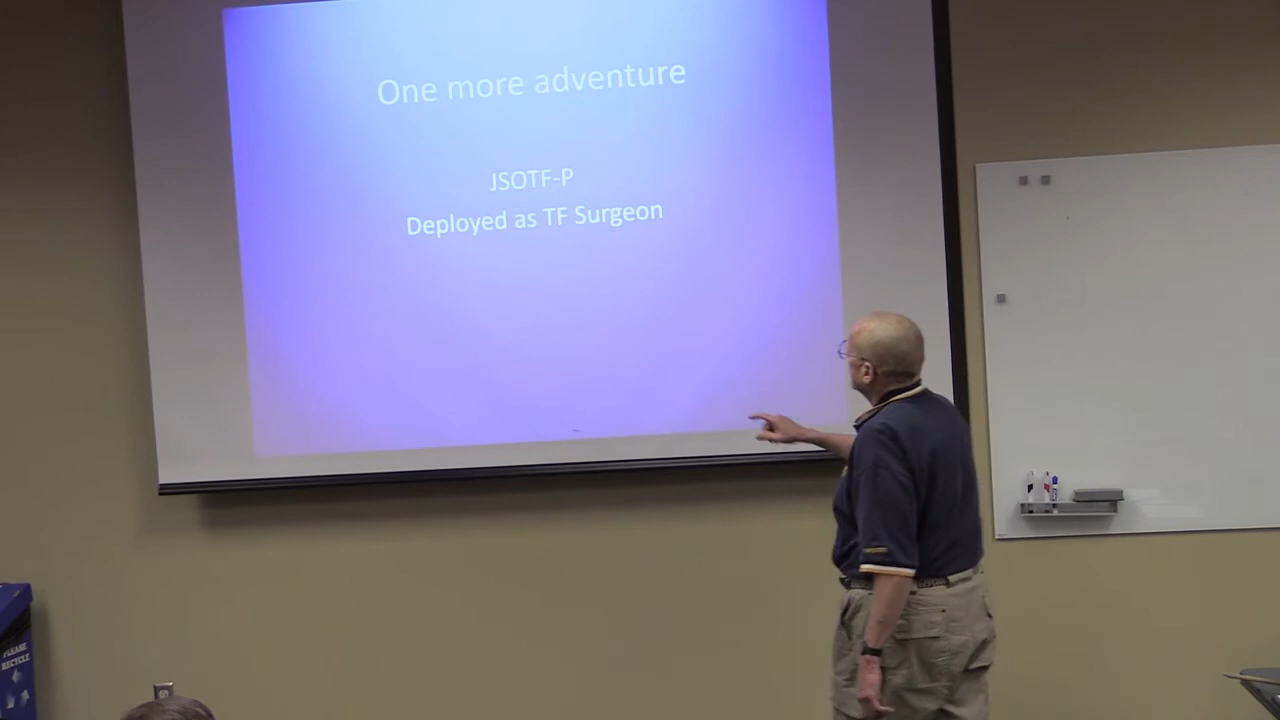 One more adventure
JSOTF-P
Deployed as TF Surgeon
PLEASE
RECYCLE